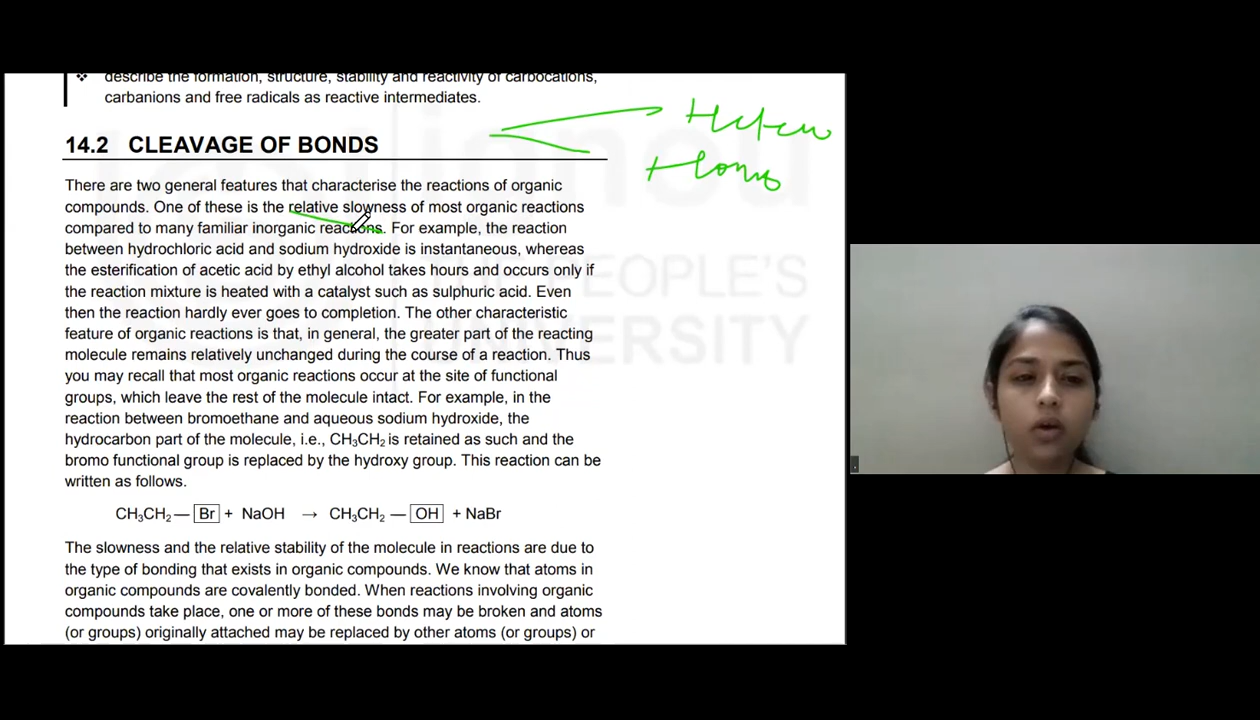 ❖ describe the formation, structure, stability and reactivity of carbocations,
carbanions and free radicals as reactive intermediates.
14.2 CLEAVAGE OF BONDS
Hetero
Homo
There are two general features that characterise the reactions of organic
compounds. One of these is the relative slowness of most organic reactions
compared to many familiar inorganic reactions. For example, the reaction
between hydrochloric acid and sodium hydroxide is instantaneous, whereas
the esterification of acetic acid by ethyl alcohol takes hours and occurs only if
the reaction mixture is heated with a catalyst such as sulphuric acid. Even
then the reaction hardly ever goes to completion. The other characteristic
feature of organic reactions is that, in general, the greater part of the reacting
molecule remains relatively unchanged during the course of a reaction. Thus
you may recall that most organic reactions occur at the site of functional
groups, which leave the rest of the molecule intact. For example, in the
reaction between bromoethane and aqueous sodium hydroxide, the
hydrocarbon part of the molecule, i.e., CH₃CH₂ is retained as such and the
bromo functional group is replaced by the hydroxy group. This reaction can be
written as follows.
CH₃CH₂ — Br + NaOH → CH₃CH₂ — OH + NaBr
The slowness and the relative stability of the molecule in reactions are due to
the type of bonding that exists in organic compounds. We know that atoms in
organic compounds are covalently bonded. When reactions involving organic
compounds take place, one or more of these bonds may be broken and atoms
(or groups) originally attached may be replaced by other atoms (or groups) or
ignou
THE PEOPLE'S
UNIVERSITY